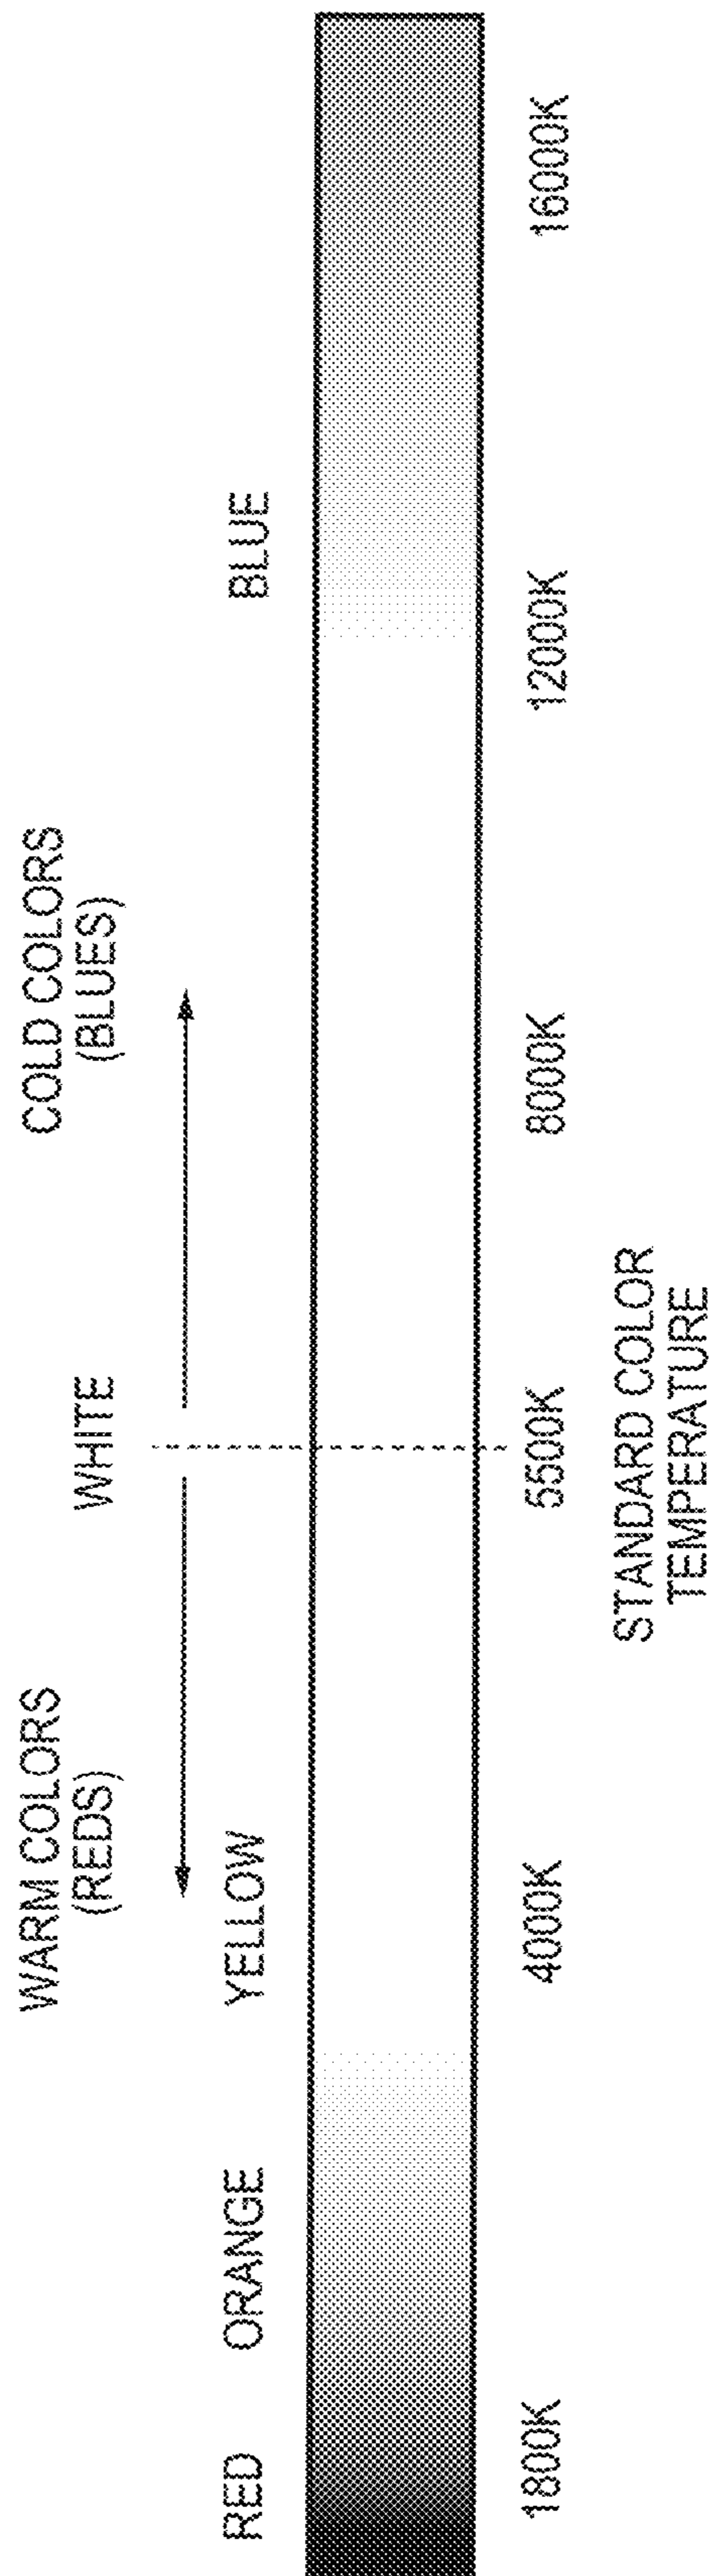 WARM COLORS
(REDS)
WHITE
COLD COLORS
(BLUES)
RED
ORANGE
YELLOW
BLUE
1800K
4000K
5500K
8000K
12000K
16000K
STANDARD COLOR
TEMPERATURE